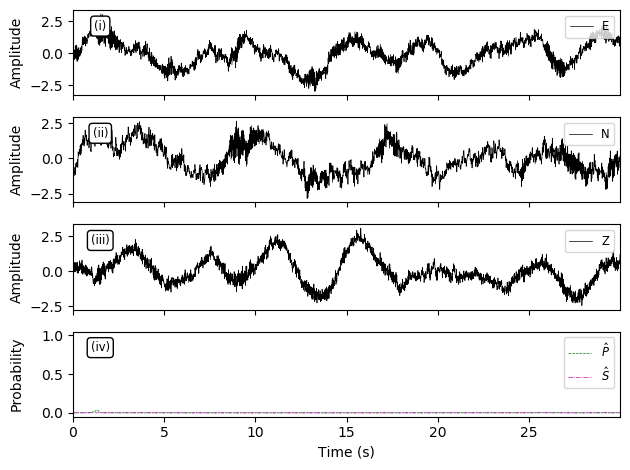 Amplitude
2.5
0.0
−2.5
(i)
E
Amplitude
2.5
0.0
−2.5
(ii)
N
Amplitude
2.5
0.0
−2.5
(iii)
Z
Probability
1.0
0.5
0.0
(iv)
P̂
Ŝ
0 5 10 15 20 25
Time (s)